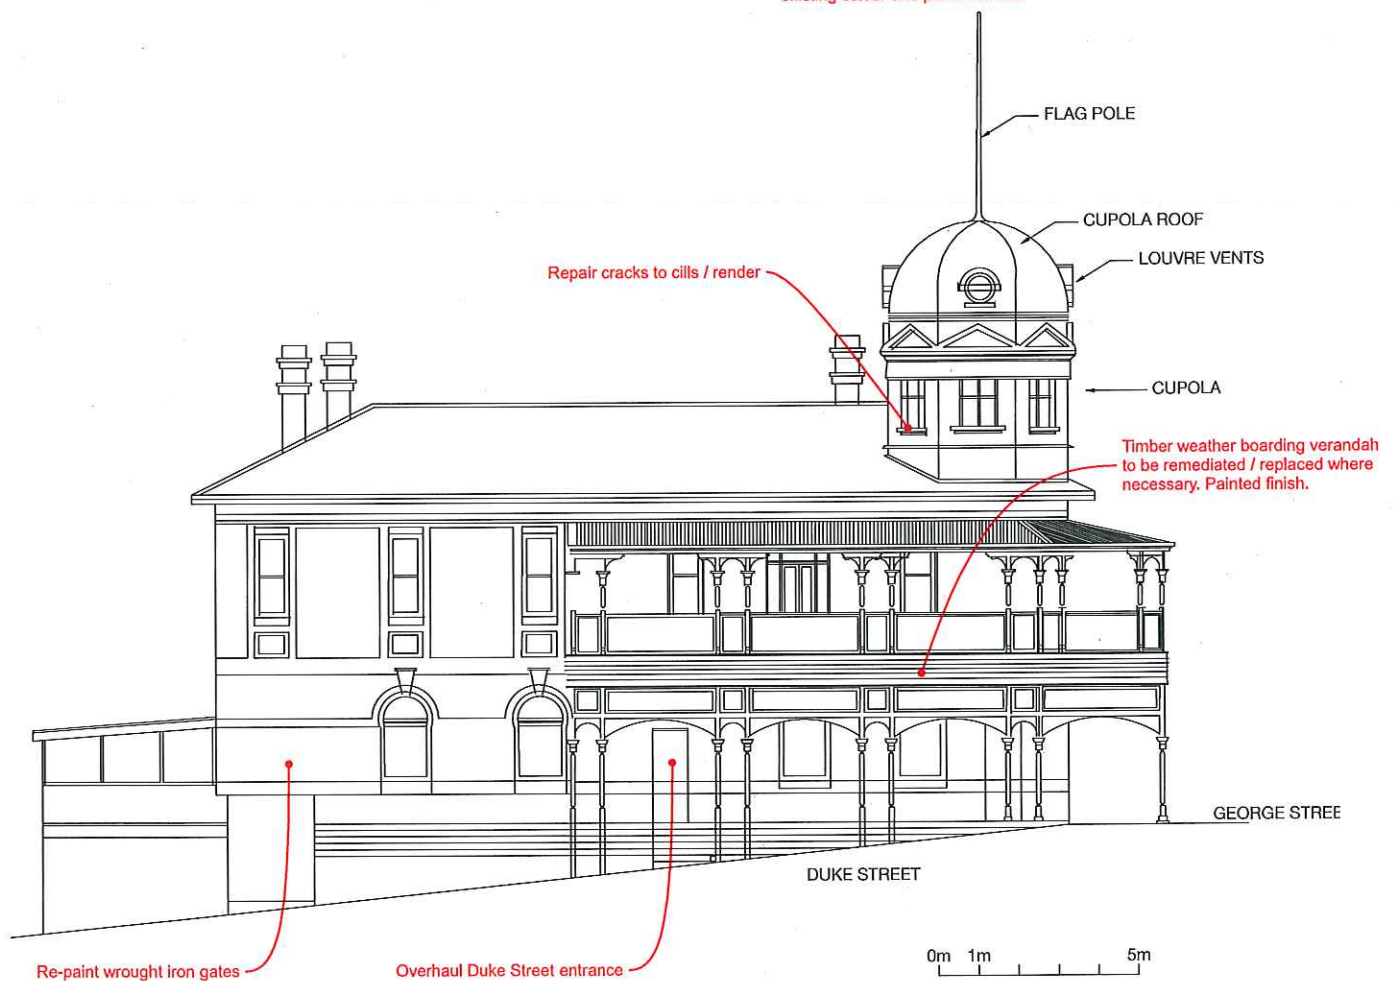 FLAG POLE
CUPOLA ROOF
LOUVRE VENTS
Repair cracks to cills / render
CUPOLA
Timber weather boarding verandah
to be remediated / replaced where
necessary. Painted finish.
GEORGE STREE
DUKE STREET
0m 1m 5m
Re-paint wrought iron gates
Overhaul Duke Street entrance